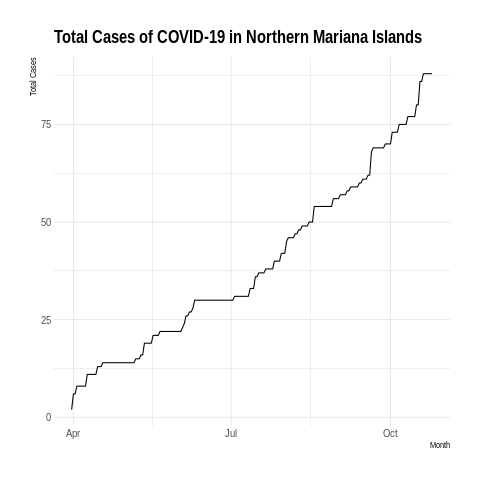 Total Cases of COVID-19 in Northern Mariana Islands
Total Cases
75
50
25
0
Apr
Jul
Oct
Month